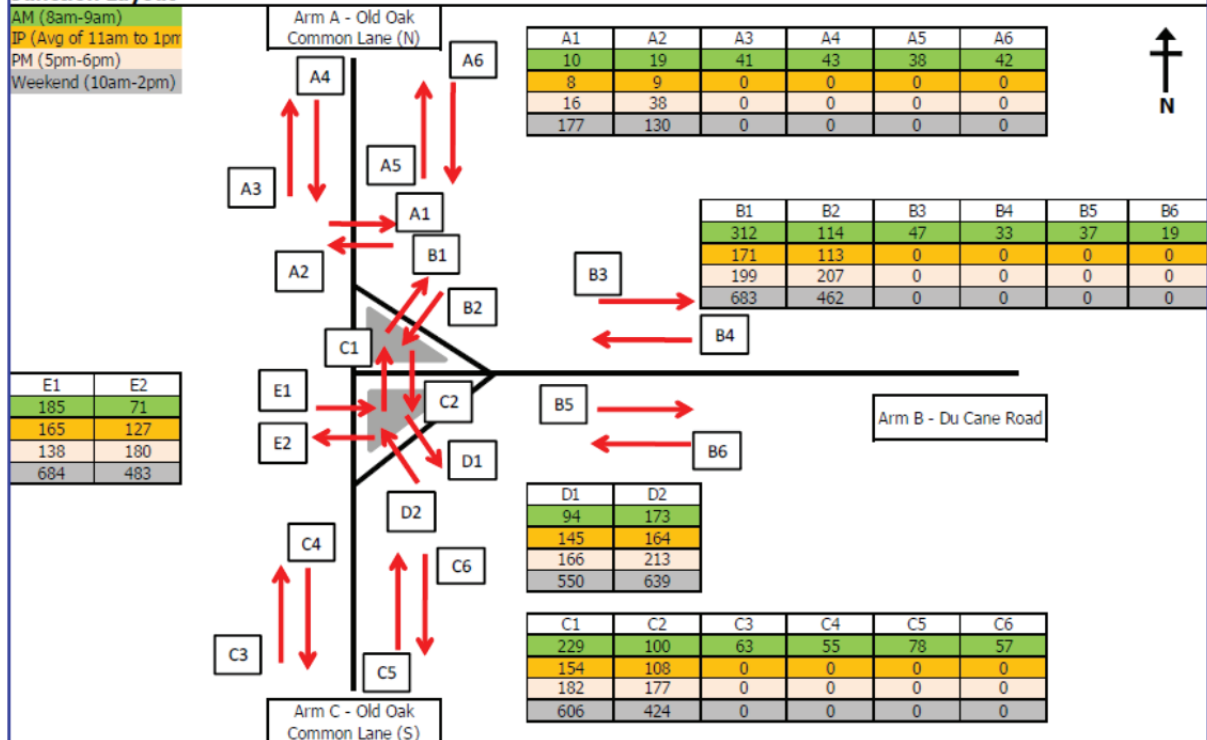 AM (8am-9am)
IP (Avg of 11am to 1pm
PM (5pm-6pm)
Weekend (10am-2pm)
Arm A - Old Oak
Common Lane (N)
A1 A2 A3 A4 A5 A6
10 19 41 43 38 42
8 9 0 0 0 0
16 38 0 0 0 0
177 130 0 0 0 0
N
A4
A6
A3
A5
A1
A2
B1
B2
B3
B4
B1 B2 B3 B4 B5 B6
312 114 47 33 37 19
171 113 0 0 0 0
199 207 0 0 0 0
683 462 0 0 0 0
C1
C2
E1
E2
E1 E2
185 71
165 127
138 180
684 483
B5
B6
Arm B - Du Cane Road
D1
D2
D1 D2
94 173
145 164
166 213
550 639
C4
C6
C3
C5
C1 C2 C3 C4 C5 C6
229 100 63 55 78 57
154 108 0 0 0 0
182 177 0 0 0 0
606 424 0 0 0 0
Arm C - Old Oak
Common Lane (S)